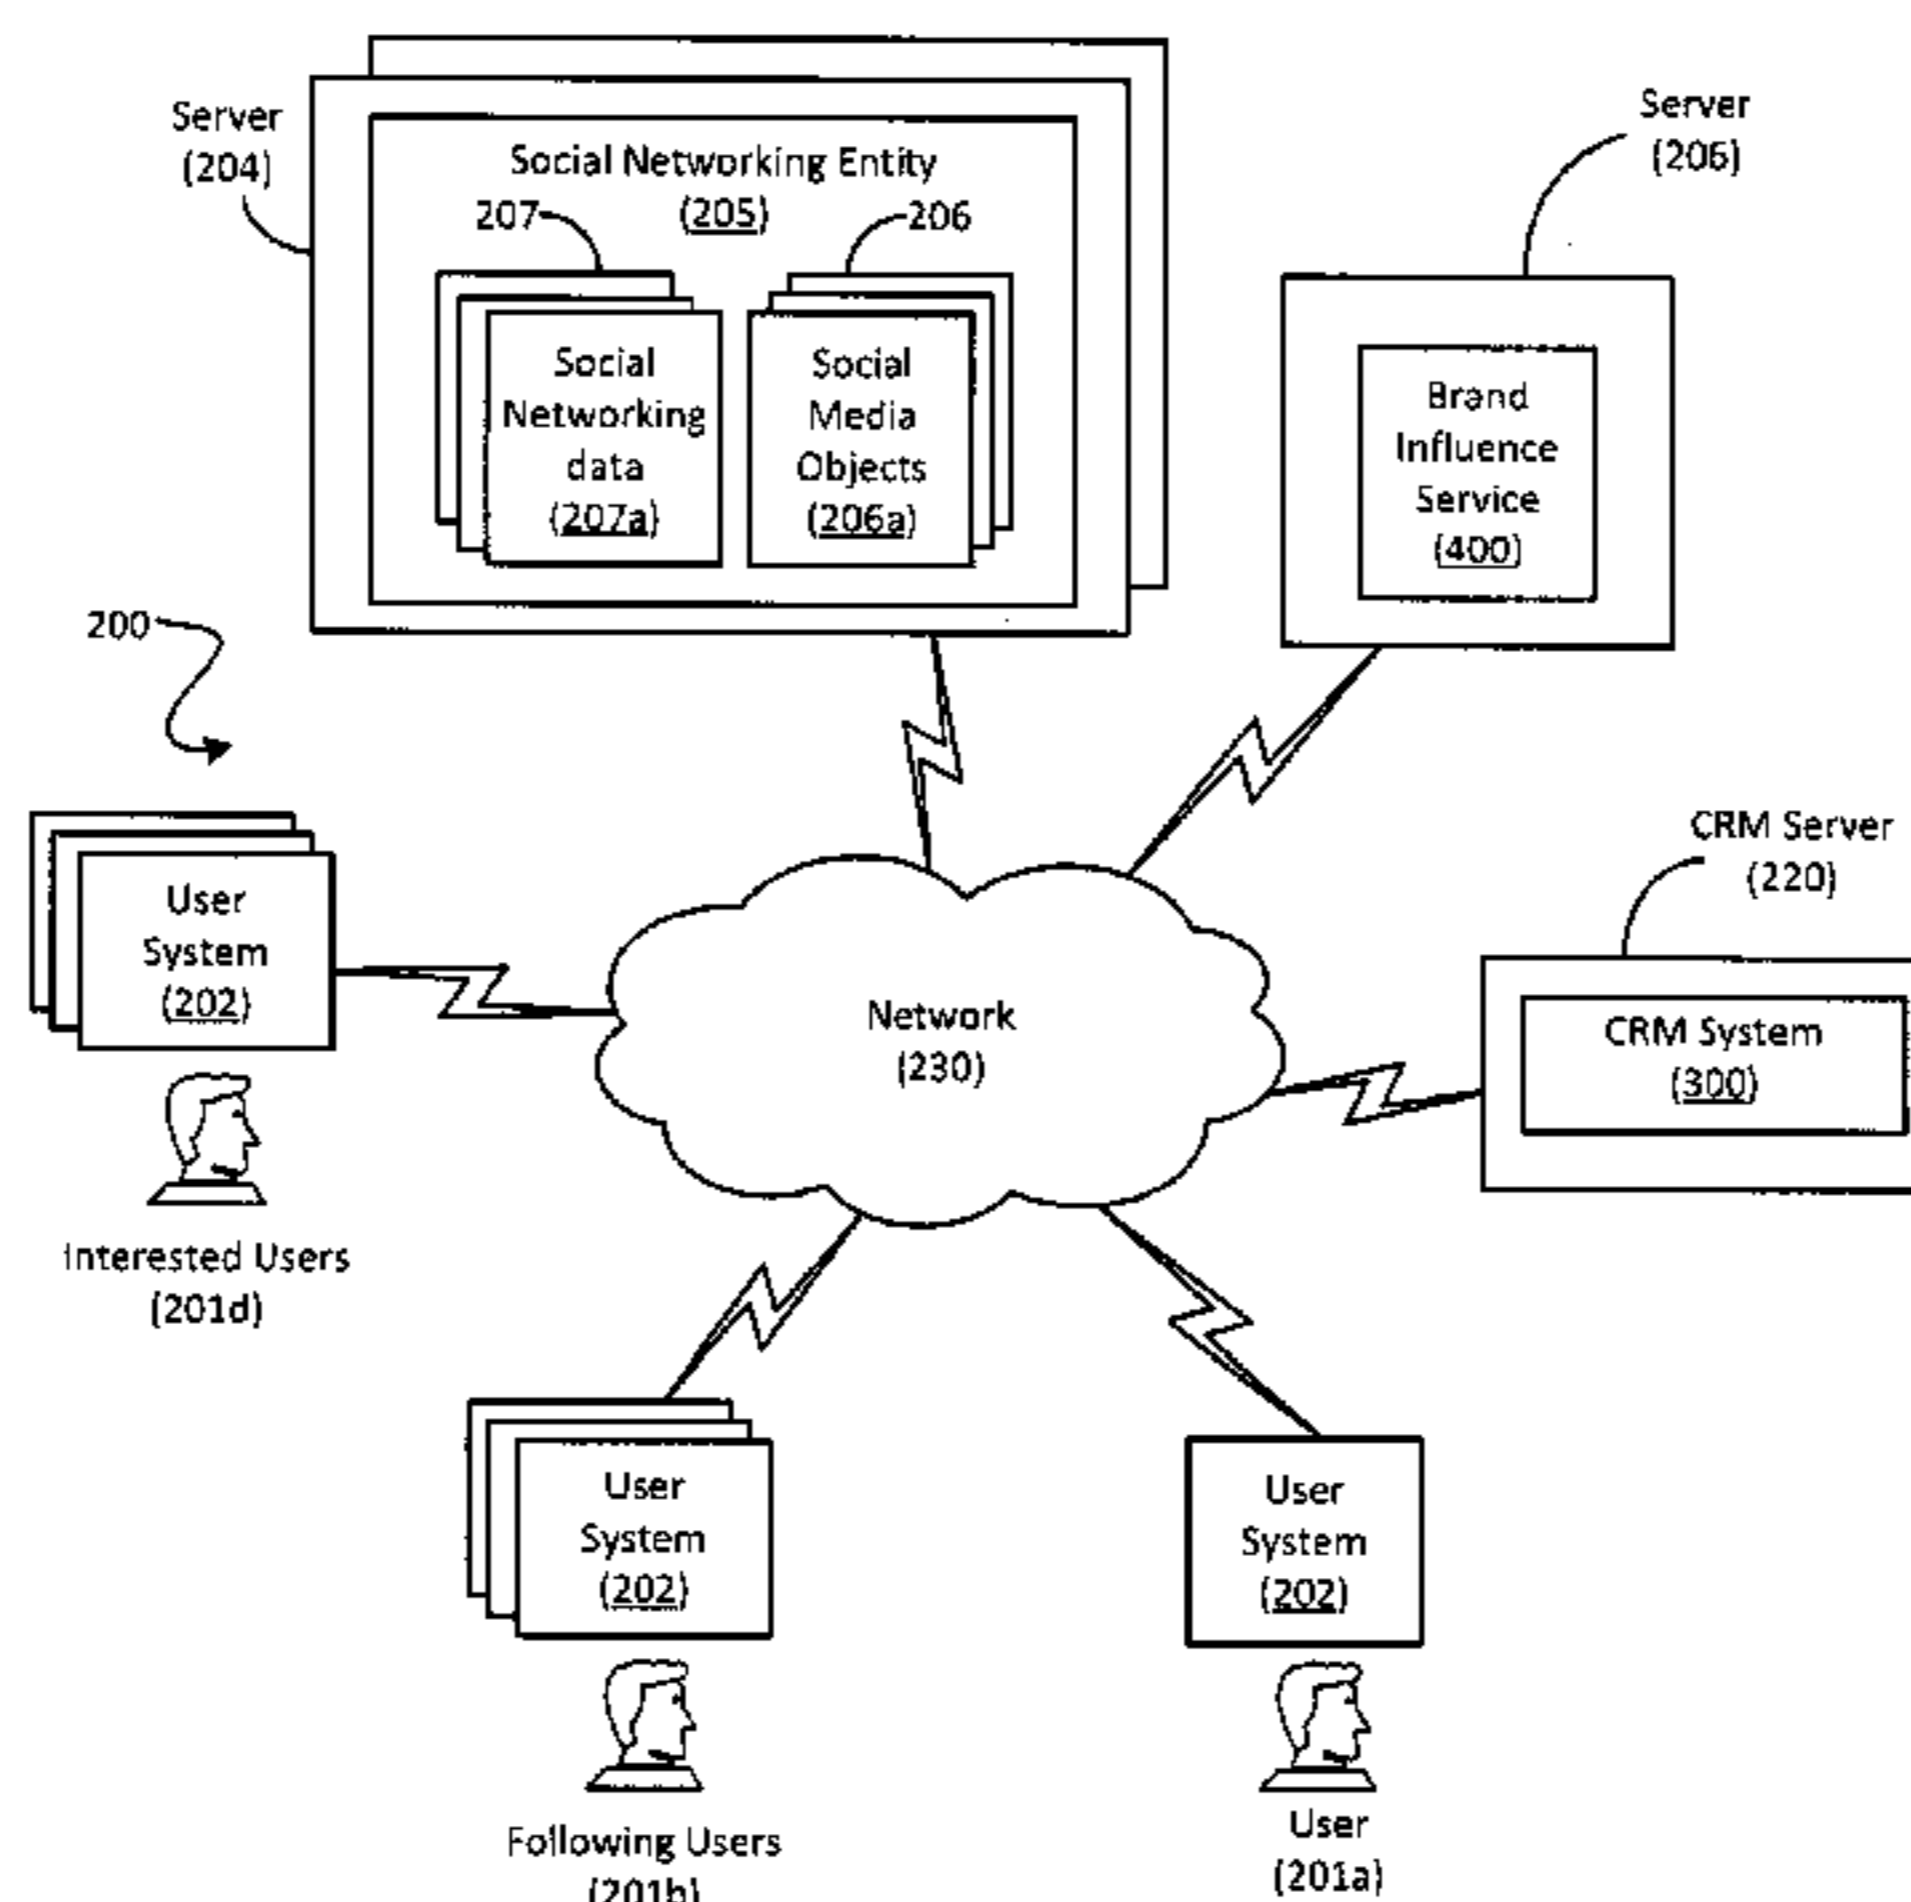 Server
(204)
Social Networking Entity
(205)
207
206
Social
Networking
data
(207a)
Social
Media
Objects
(206a)
Server
(206)
Brand
Influence
Service
(400)
200
User
System
(202)
Interested Users
(201d)
Network
(230)
CRM Server
(220)
CRM System
(300)
User
System
(202)
Following Users
(201b)
User
System
(202)
User
(201a)